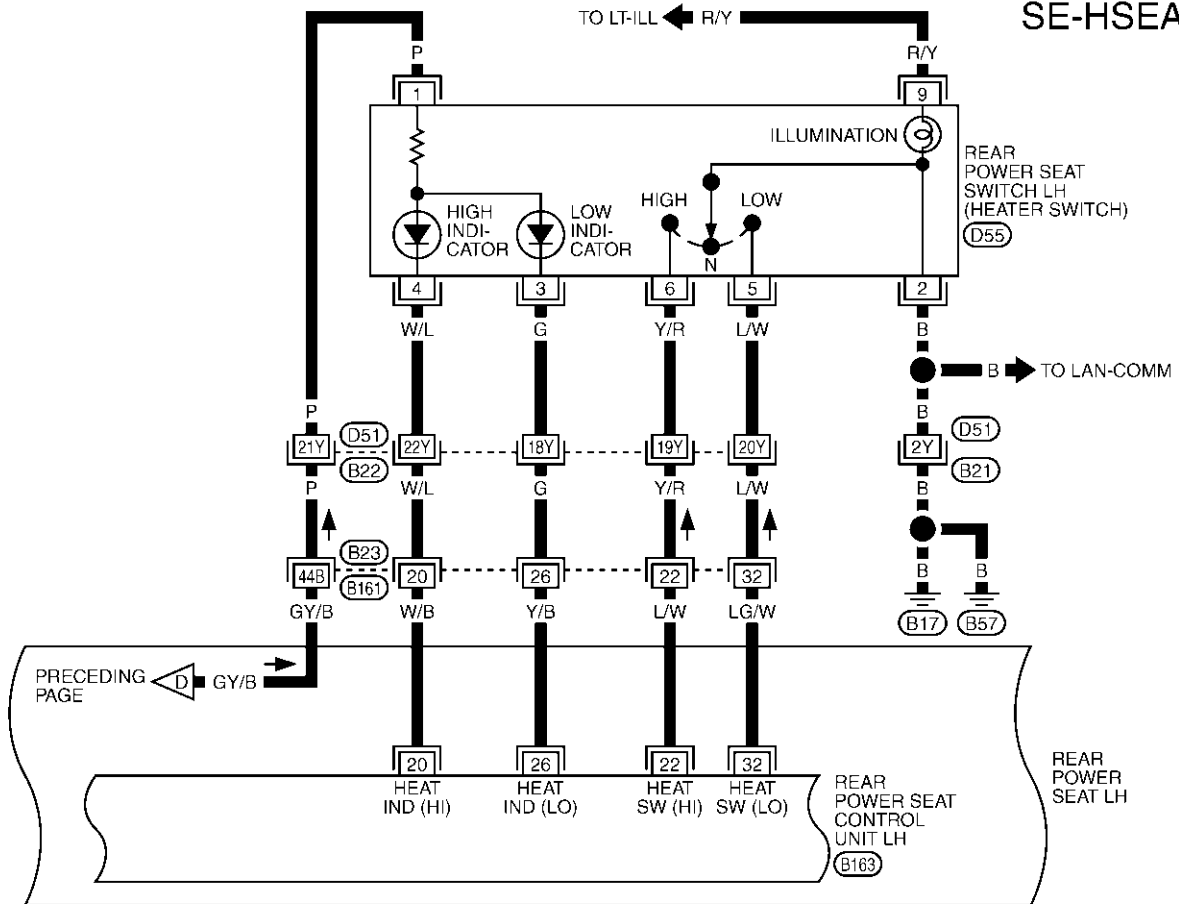 SE-HSEA
TO LT-ILL R/Y
P R/Y
1 9
ILLUMINATION
REAR
POWER SEAT
SWITCH LH
(HEATER SWITCH)
D55
HIGH
INDI-
CATOR
LOW
INDI-
CATOR
HIGH LOW
N
4 3 6 5 2
W/L G Y/R L/W B
B TO LAN-COMM
P B
21Y D51 22Y 18Y 19Y 20Y 2Y D51
B22 B21
P W/L G Y/R L/W B
44B B23 20 26 22 32
B161
GY/B W/B Y/B L/W LG/W
B B
B17 B57
PRECEDING
PAGE
D GY/B
20 26 22 32
HEAT
IND (HI)
HEAT
IND (LO)
HEAT
SW (HI)
HEAT
SW (LO)
REAR
POWER SEAT
CONTROL
UNIT LH
B163
REAR
POWER
SEAT LH